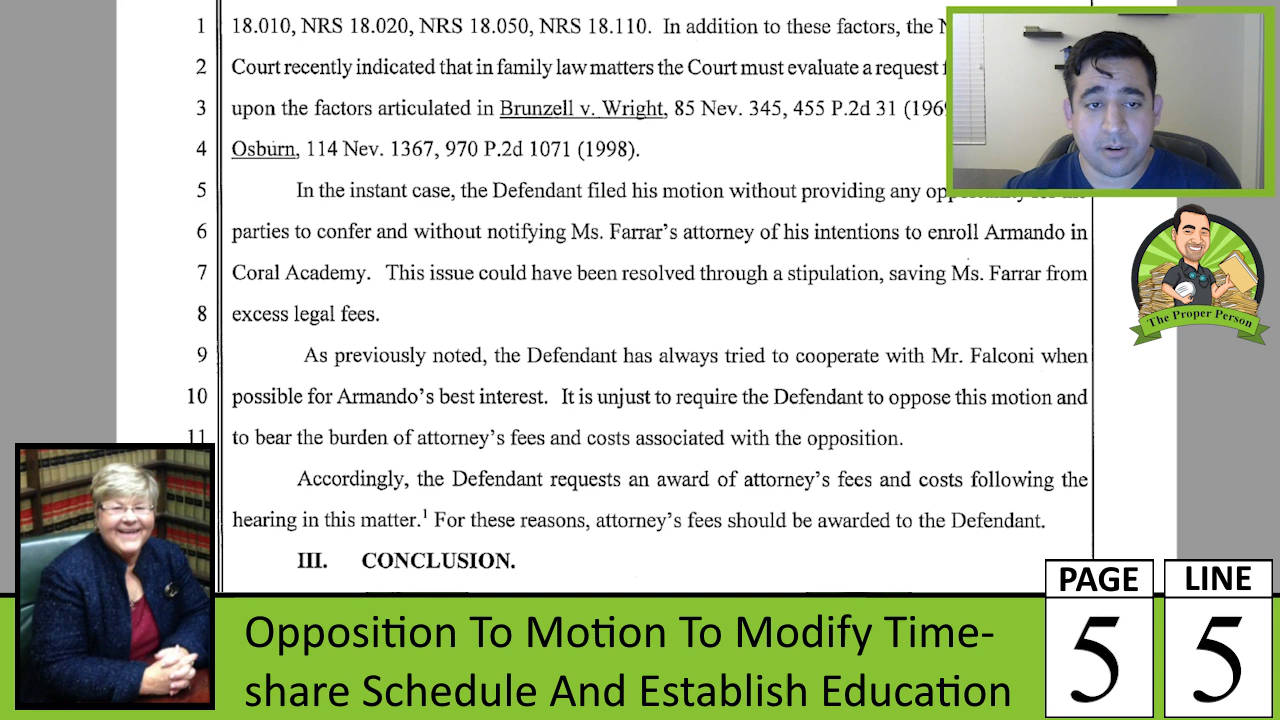 1 18.010, NRS 18.020, NRS 18.050, NRS 18.110. In addition to these factors, the
2 Court recently indicated that in family law matters the Court must evaluate a request
3 upon the factors articulated in Brunzell v. Wright, 85 Nev. 345, 455 P.2d 31
4 Osburn, 114 Nev. 1367, 970 P.2d 1071 (1998).
5 In the instant case, the Defendant filed his motion without providing any
6 parties to confer and without notifying Ms. Farrar's attorney of his intentions to enroll Armando in
7 Coral Academy. This issue could have been resolved through a stipulation, saving Ms. Farrar from
8 excess legal fees.
9 As previously noted, the Defendant has always tried to cooperate with Mr. Falconi when
10 possible for Armando's best interest. It is unjust to require the Defendant to oppose this motion and
11 to bear the burden of attorney's fees and costs associated with the opposition.
Accordingly, the Defendant requests an award of attorney's fees and costs following the
hearing in this matter.¹ For these reasons, attorney's fees should be awarded to the Defendant.
III. CONCLUSION.
The Proper Person
PAGE
5
LINE
5
Opposition To Motion To Modify Time-
share Schedule And Establish Education